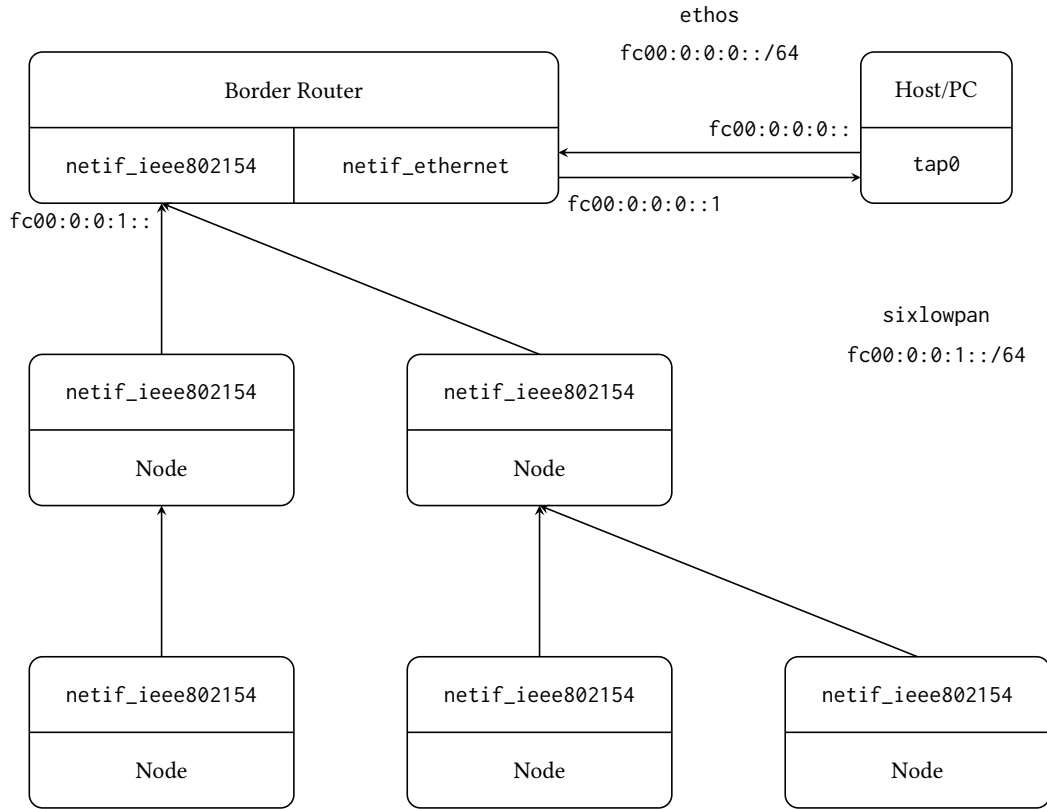 ethos
fc00:0:0:0::/64
Border Router
Host/PC
fc00:0:0:0::
netif_ieee802154
netif_ethernet
tap0
fc00:0:0:0::1
fc00:0:0:1::
sixlowpan
fc00:0:0:1::/64
netif_ieee802154
netif_ieee802154
Node
Node
netif_ieee802154
netif_ieee802154
netif_ieee802154
Node
Node
Node